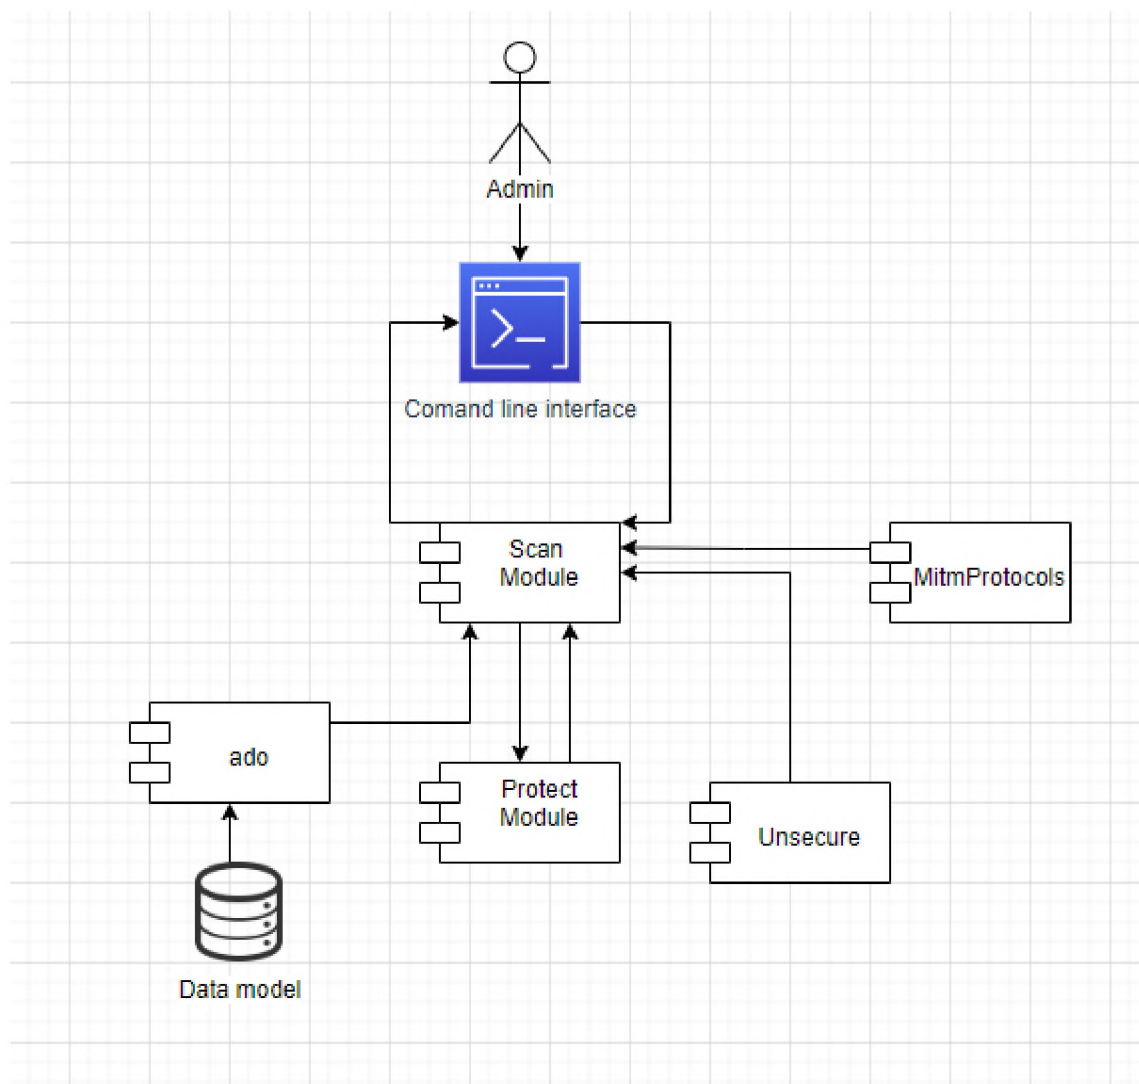 Admin
Comand line interface
Scan
Module
MitmProtocols
ado
Protect
Module
Unsecure
Data model